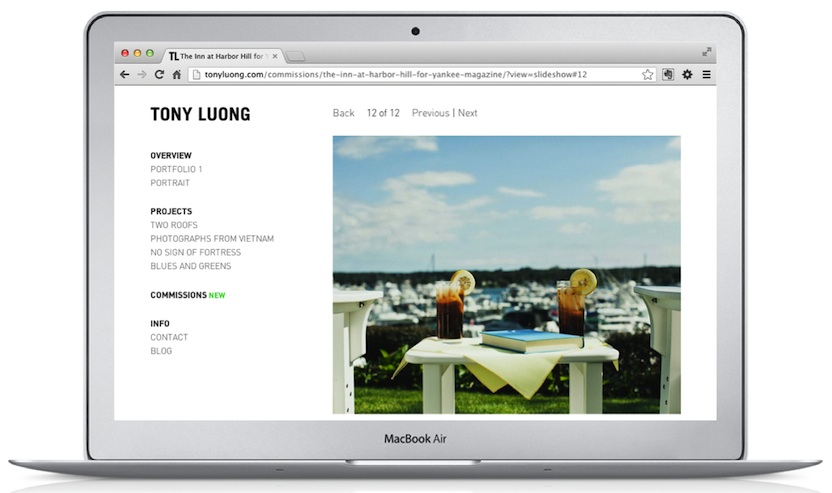 TL The Inn at Harbor Hill for
tonyluong.com/commissions/the-inn-at-harbor-hill-for-yankee-magazine/?view=slideshow#12
TONY LUONG
Back 12 of 12 Previous | Next
OVERVIEW
PORTFOLIO 1
PORTRAIT
PROJECTS
TWO ROOFS
PHOTOGRAPHS FROM VIETNAM
NO SIGN OF FORTRESS
BLUES AND GREENS
COMMISSIONS NEW
INFO
CONTACT
BLOG
MacBook Air